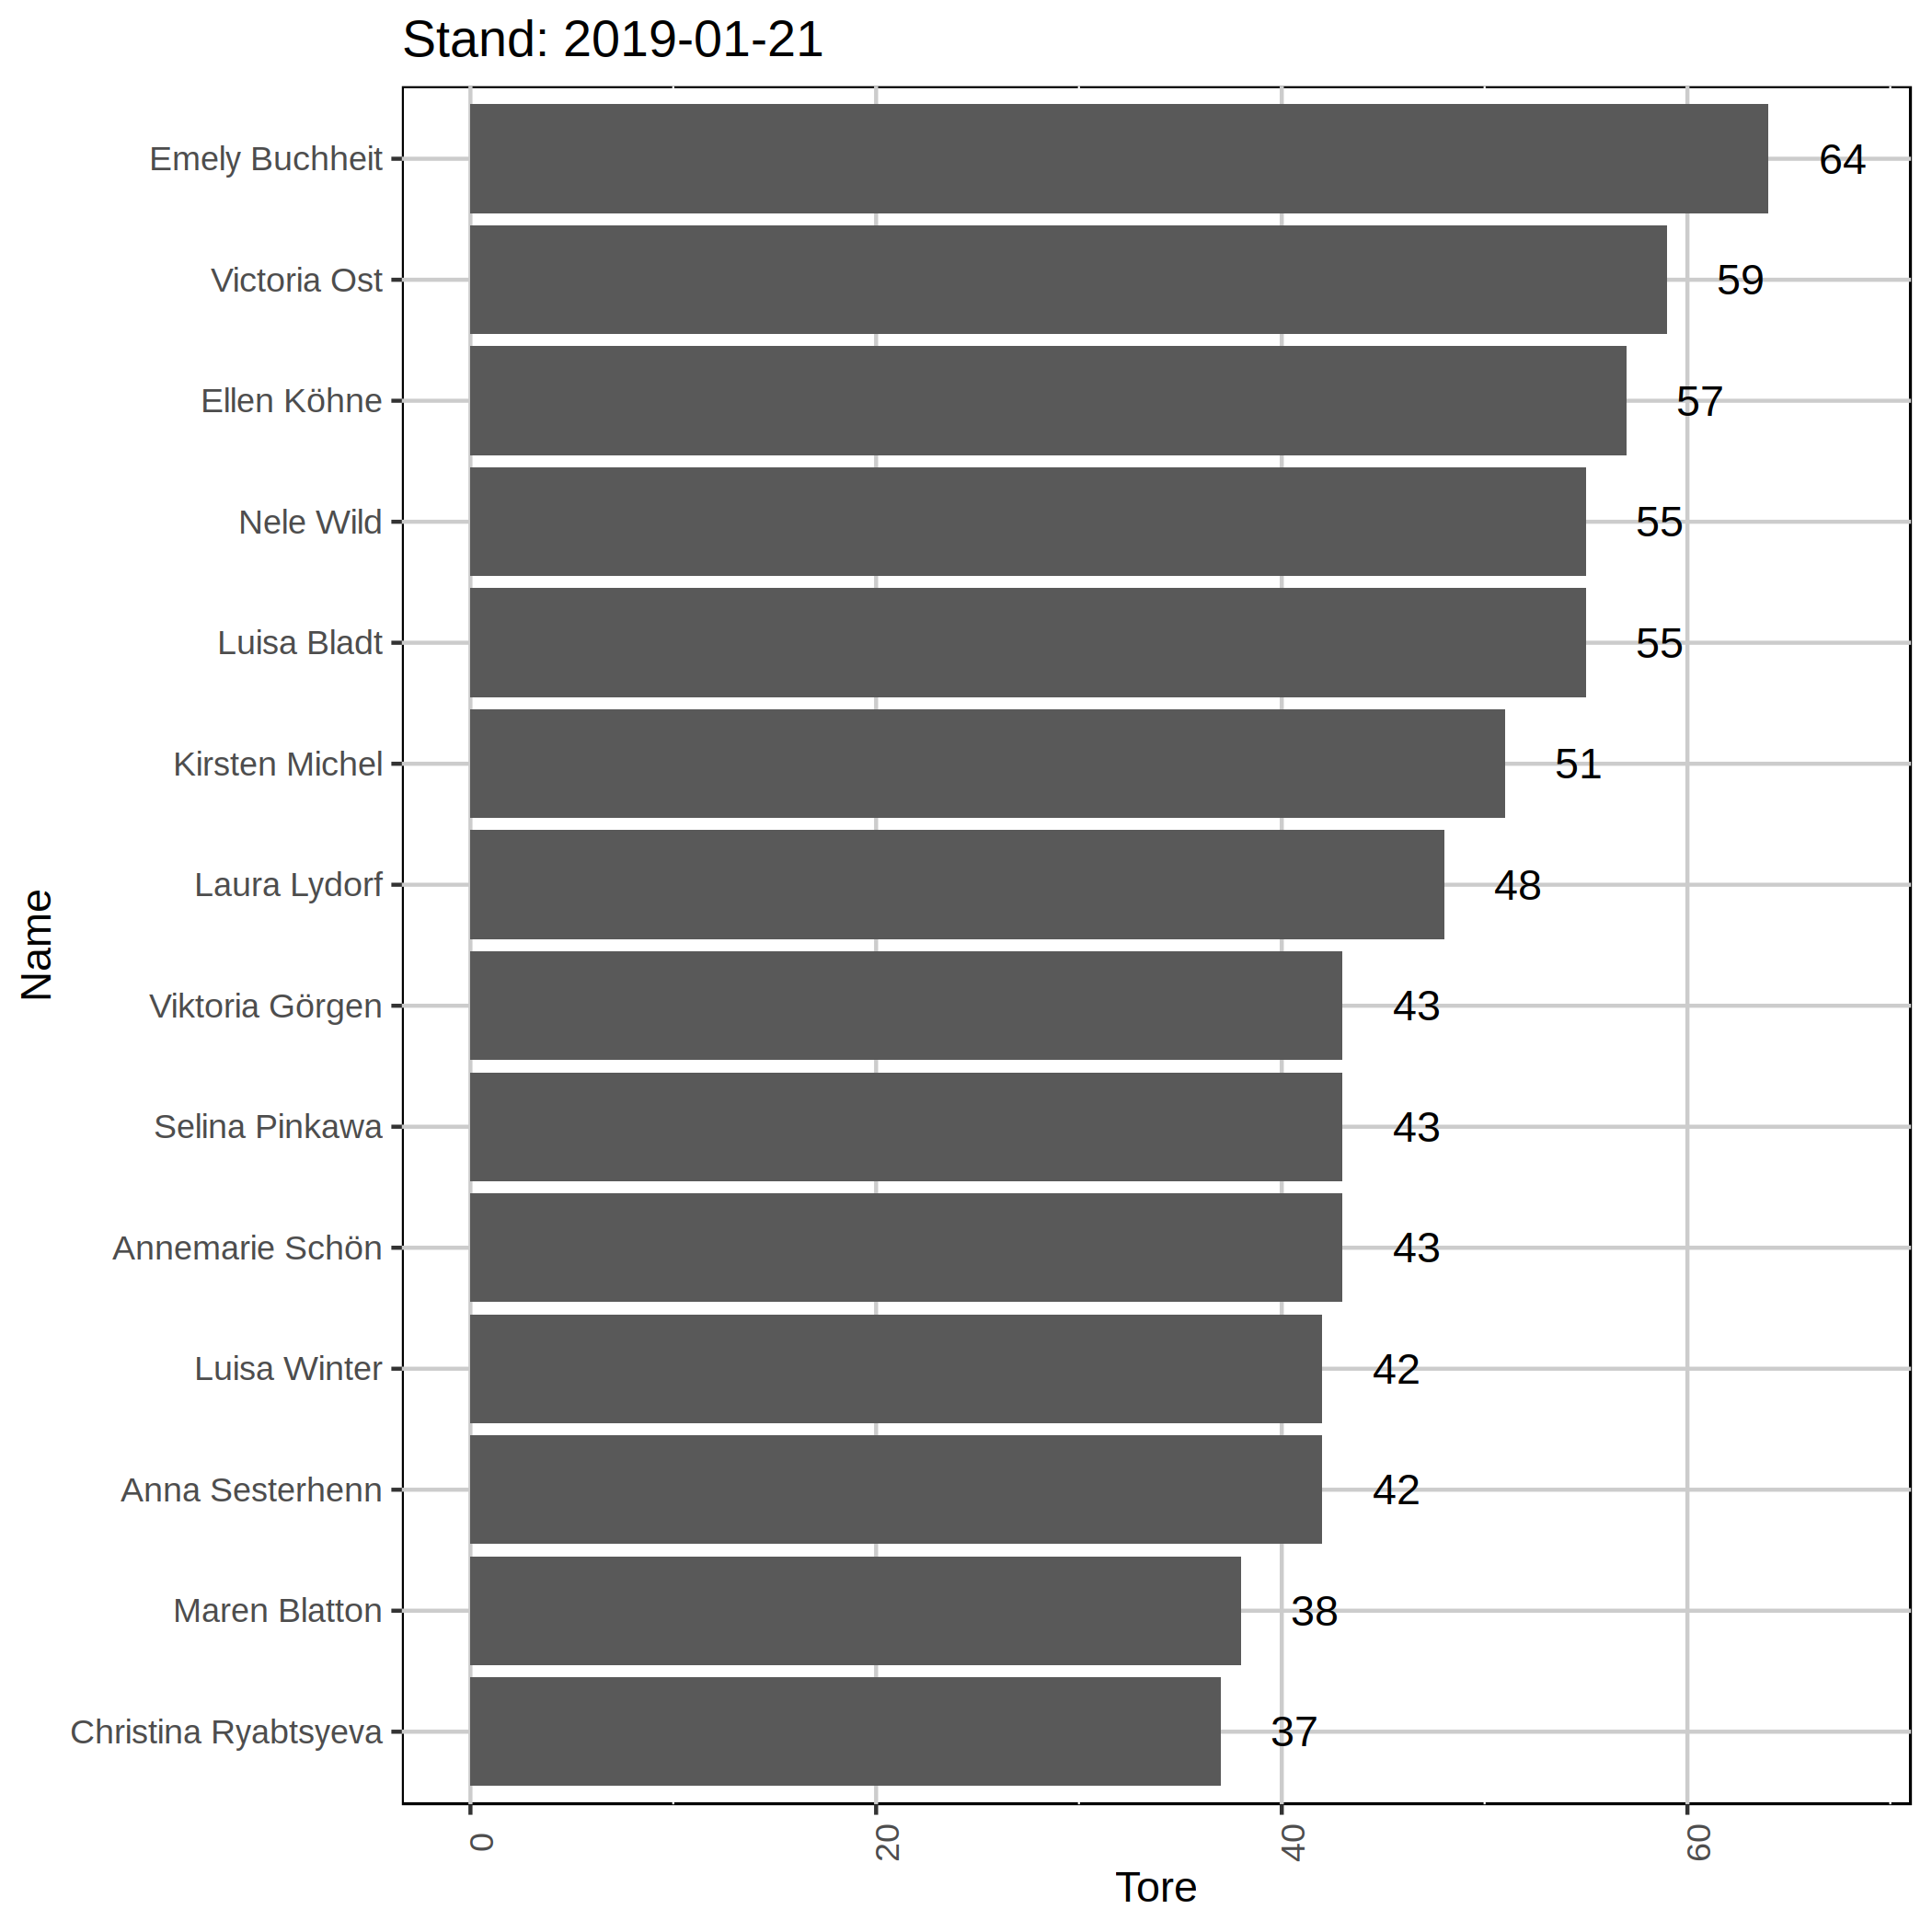 Stand: 2019-01-21
Emely Buchheit 64
Victoria Ost 59
Ellen Köhne 57
Nele Wild 55
Luisa Bladt 55
Kirsten Michel 51
Laura Lydorf 48
Viktoria Görgen 43
Selina Pinkawa 43
Annemarie Schön 43
Luisa Winter 42
Anna Sesterhenn 42
Maren Blatton 38
Christina Ryabtsyeva 37
Name
0 20 40 60
Tore